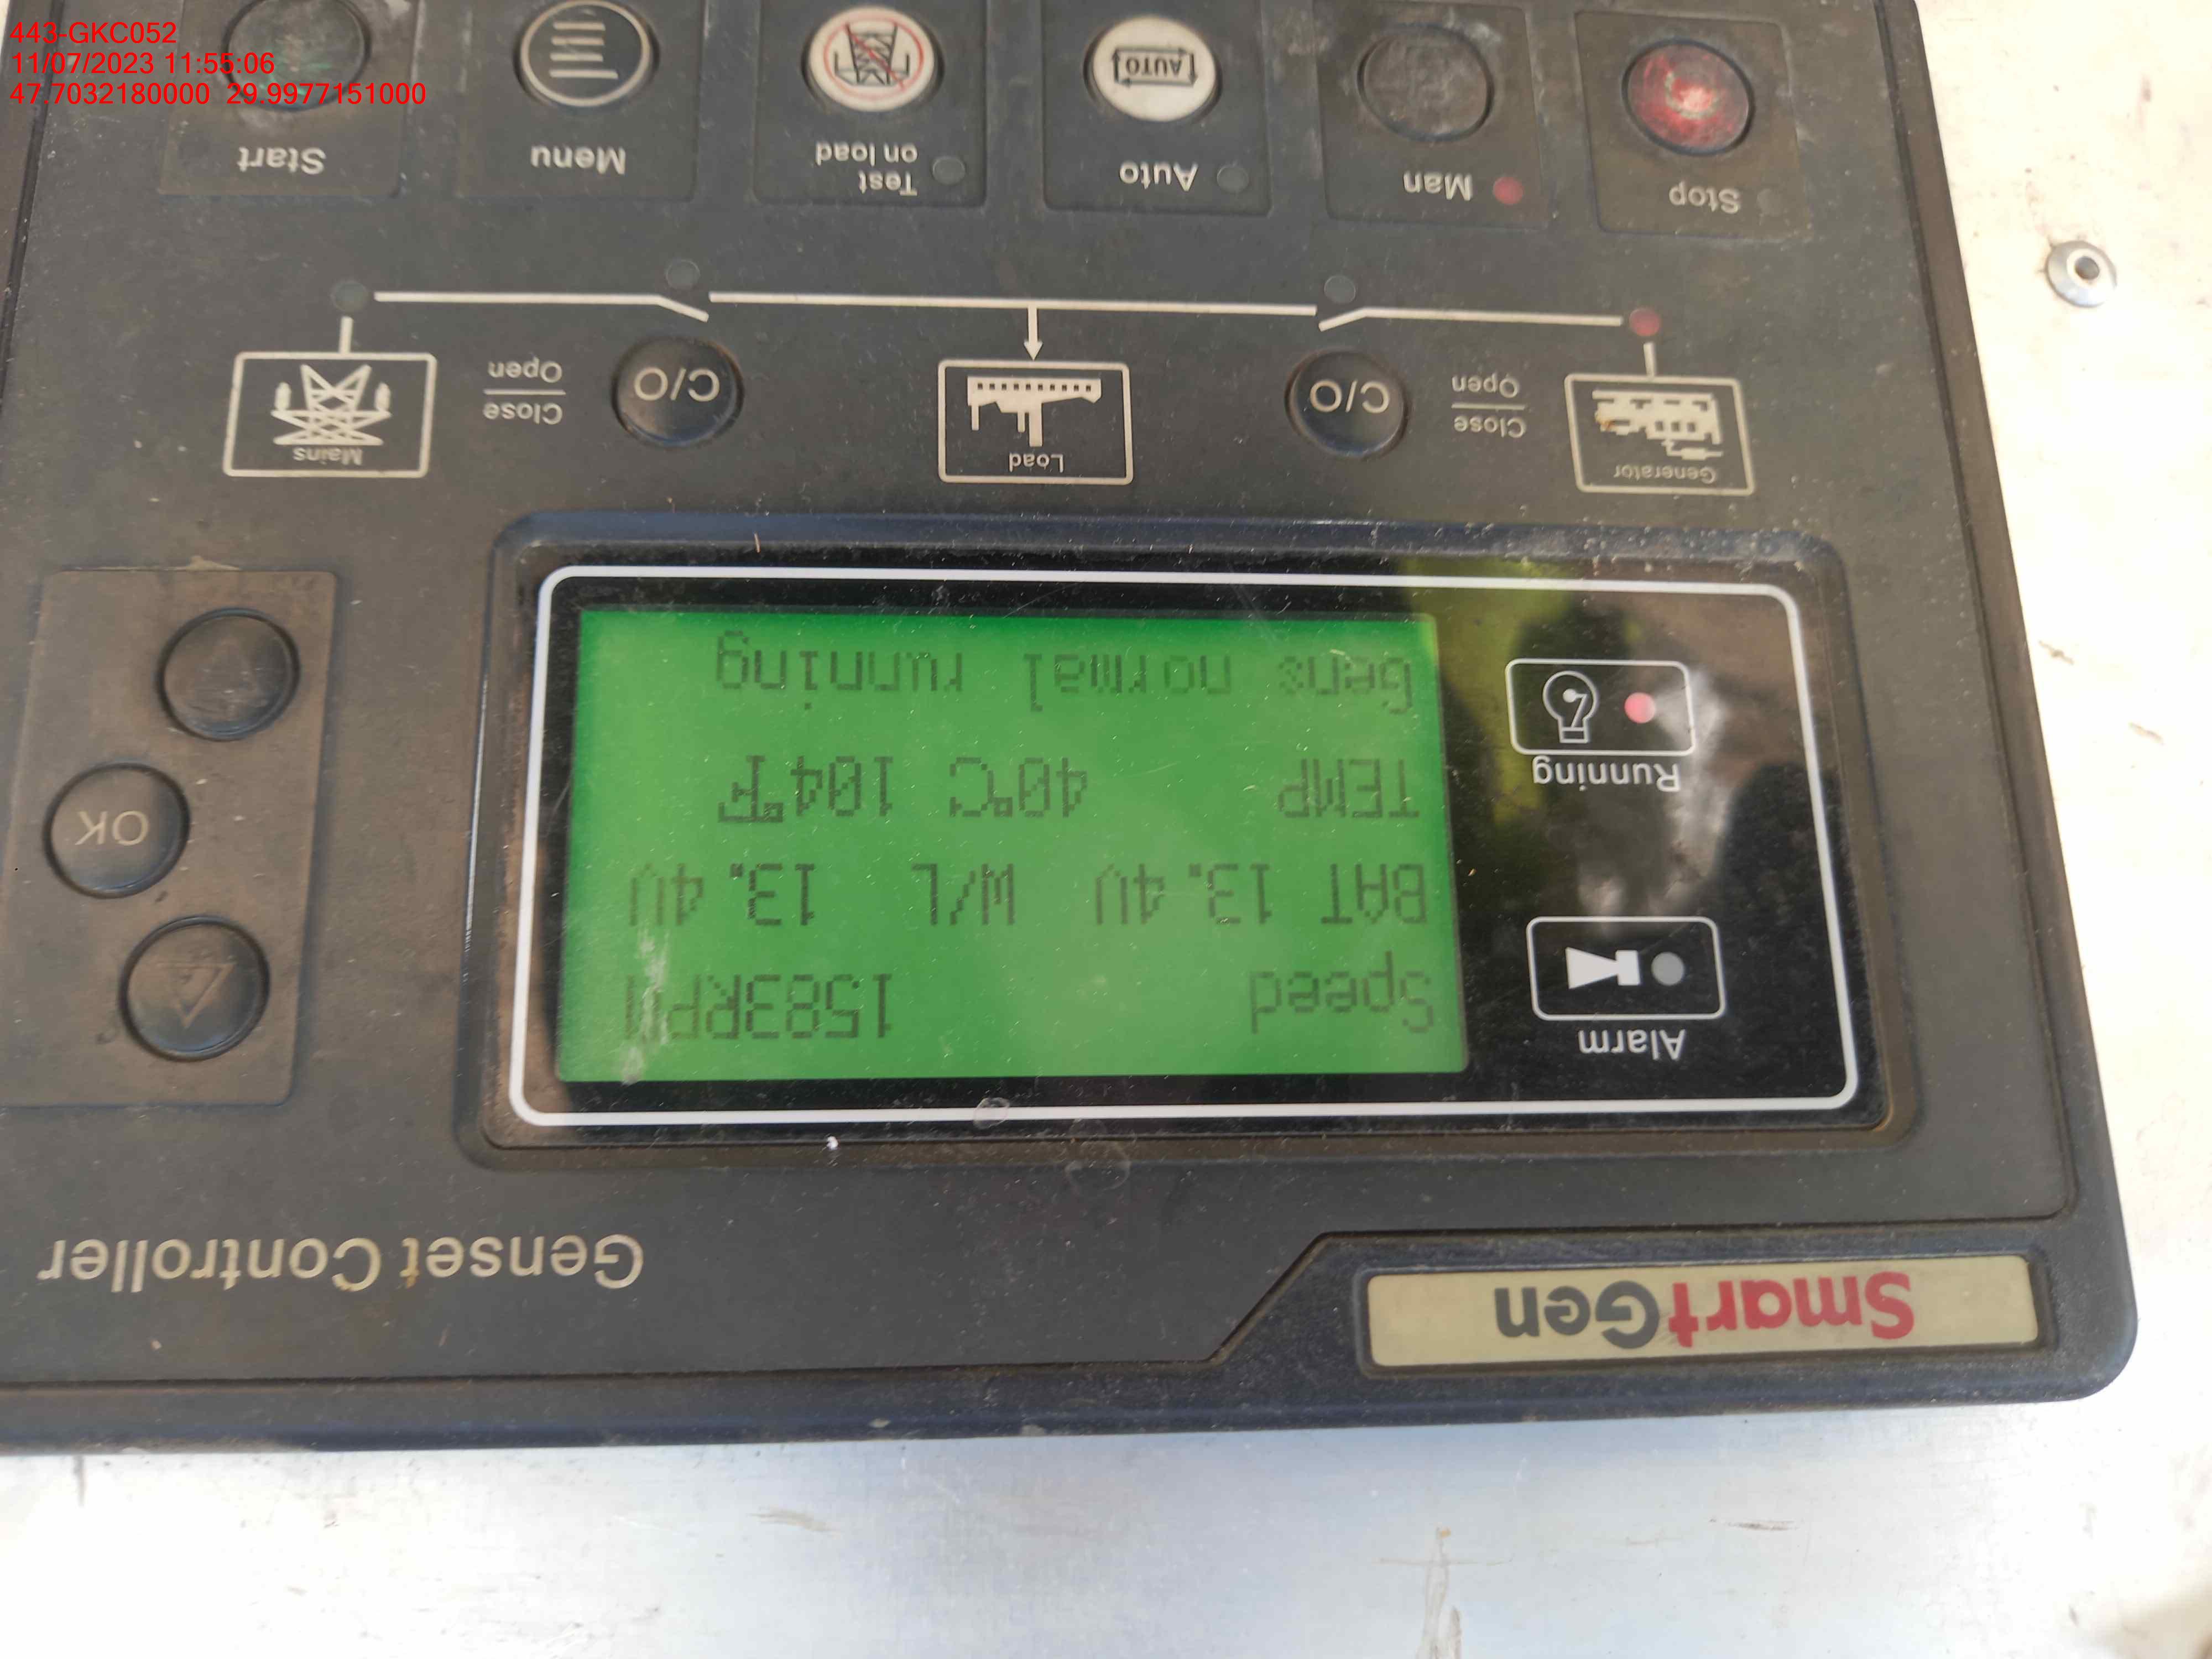 443-GKC052
11/07/2023 11:55:06
47.7032180000 29.9977151000
SmartGen
Genset Controller
Alarm
Running
Speed 1583RPM
BAT 13.4V W/L 13.4V
TEMP 40°C 104°F
Gens normal running
OK
Generator
Close
Open
C/O
Load
C/O
Close
Open
Mains
Stop
Man
Auto
AUTO
Test
on load
Menu
Start